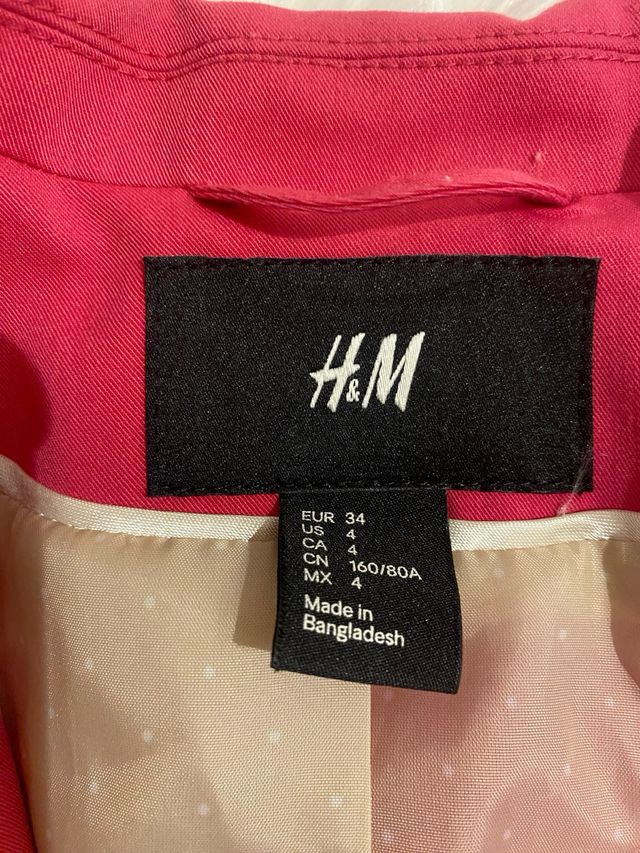 H&M
EUR 34
US 4
CA 4
CN 160/80A
MX 4
Made in
Bangladesh